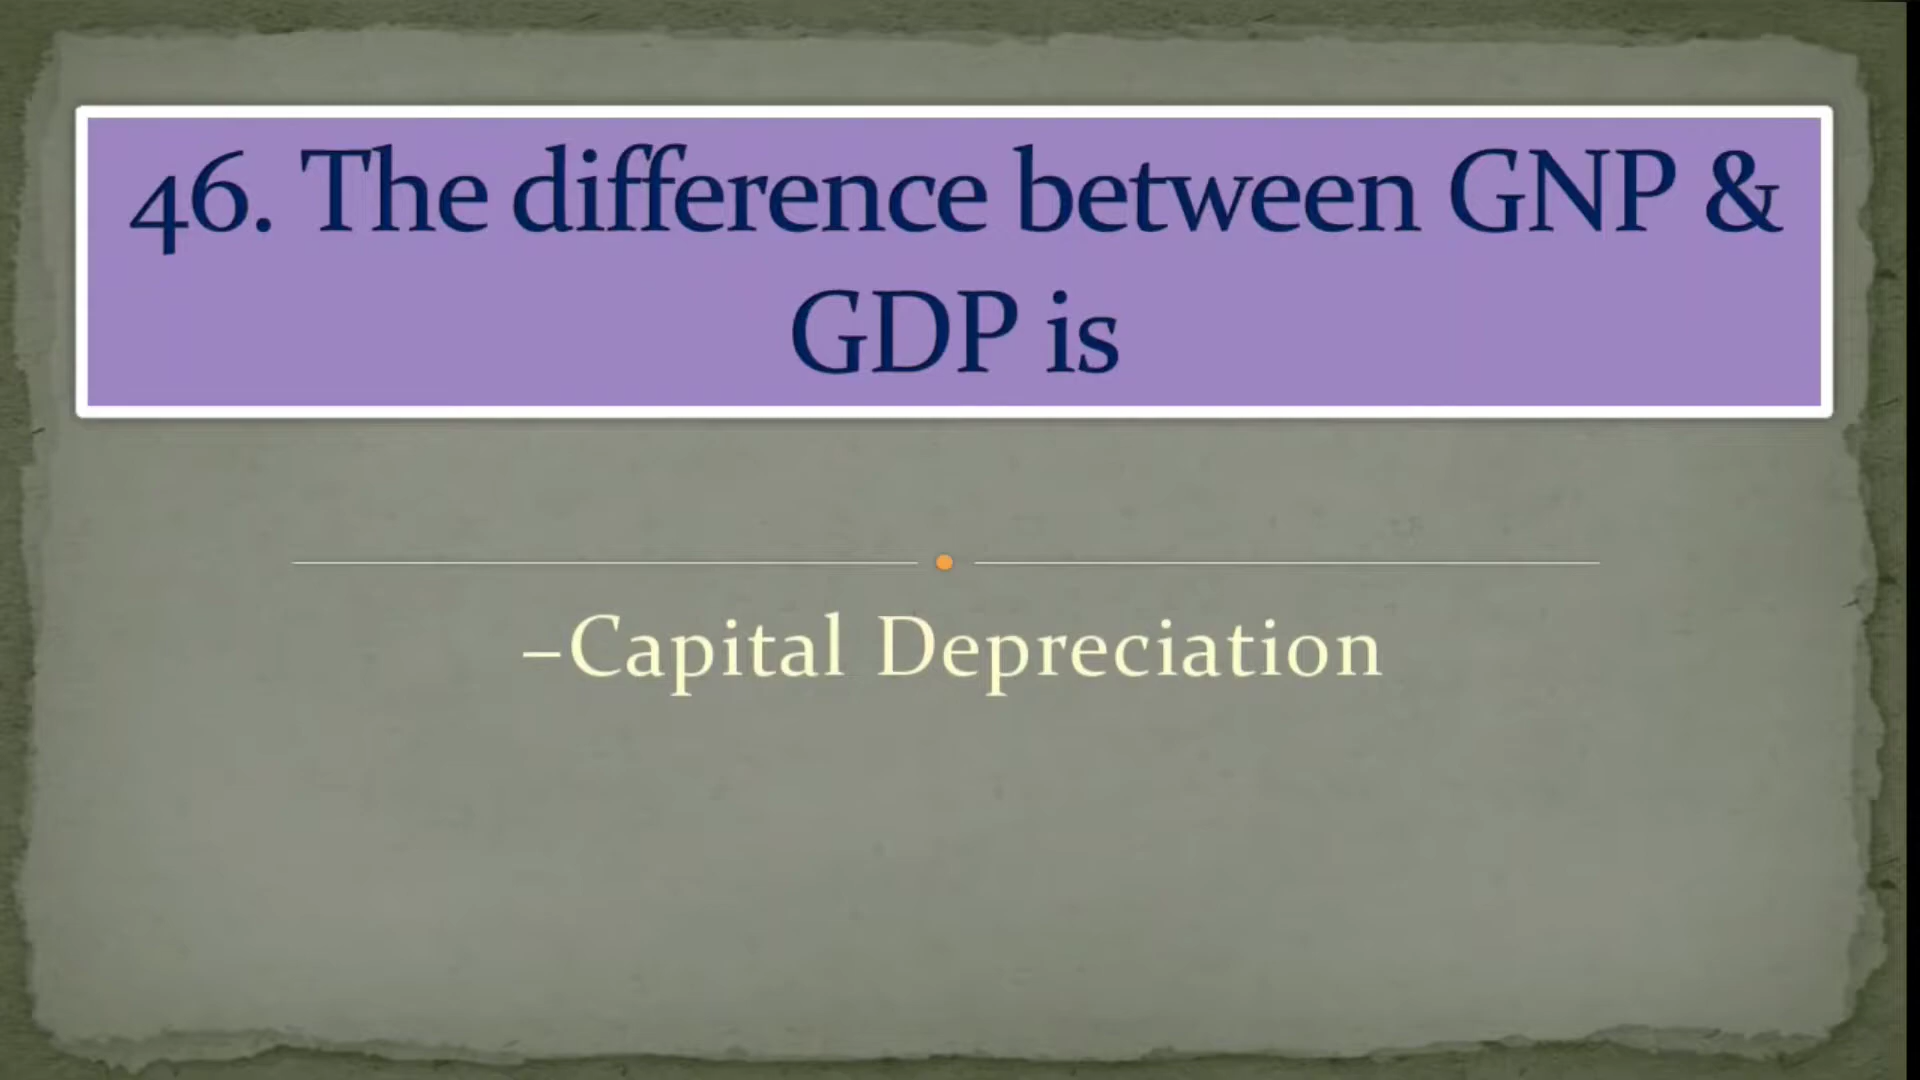 46. The difference between GNP &
GDP is
–Capital Depreciation